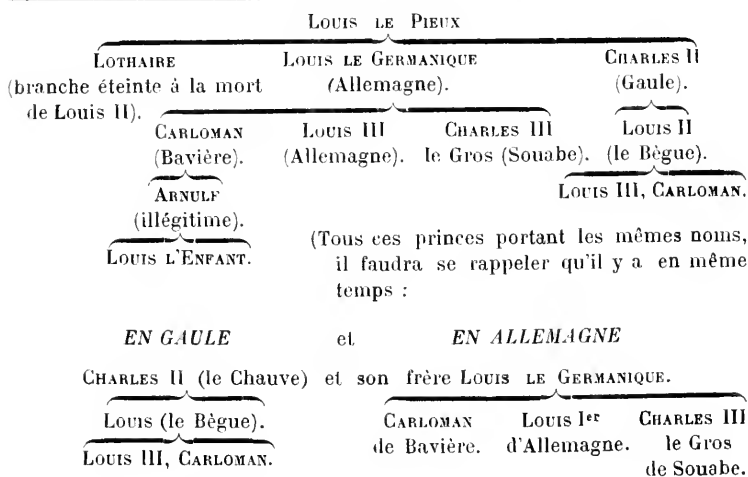 Louis le Pieux
Lothaire Louis le Germanique Charles II
(branche éteinte à la mort (Allemagne). (Gaule).
de Louis II).
Carloman Louis III Charles III Louis II
(Bavière). (Allemagne). le Gros (Souabe). (le Bègue).
Arnulf Louis III, Carloman.
(illégitime).
Louis l'Enfant.
(Tous ces princes portant les mêmes noms,
il faudra se rappeler qu'il y a en même
temps :
EN GAULE et EN ALLEMAGNE
Charles II (le Chauve) et son frère Louis le Germanique.
Louis (le Bègue). Carloman Louis Ier Charles III
Louis III, Carloman. de Bavière. d'Allemagne. le Gros
de Souabe.